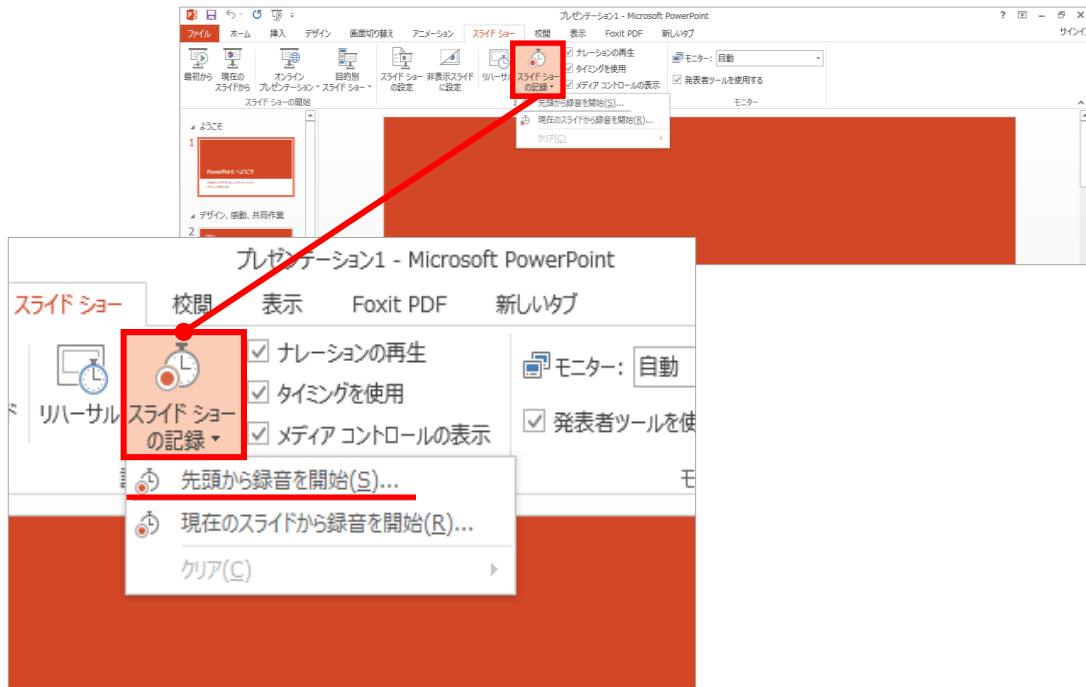 プレゼンテーション1 - Microsoft PowerPoint
ファイル ホーム 挿入 デザイン 画面切り替え アニメーション スライド ショー 校閲 表示 Foxit PDF 新しいタブ サインイン
最初から 現在のスライドから オンライン プレゼンテーション 目的別 スライド ショー スライド ショーの設定 非表示スライドに設定 リハーサル スライド ショーの記録
ナレーションの再生
タイミングを使用
メディア コントロールの表示
モニター: 自動
発表者ツールを使用する
スライド ショーの開始 モニター
先頭から録音を開始(S)...
現在のスライドから録音を開始(R)...
クリア(C)
ようこそ
1
PowerPoint へようこそ
デザイン、感動、共同作業
2
プレゼンテーション1 - Microsoft PowerPoint
スライド ショー 校閲 表示 Foxit PDF 新しいタブ
リハーサル
スライド ショー
の記録
ナレーションの再生
タイミングを使用
メディア コントロールの表示
モニター: 自動
発表者ツールを使
モ
先頭から録音を開始(S)...
現在のスライドから録音を開始(R)...
クリア(C)